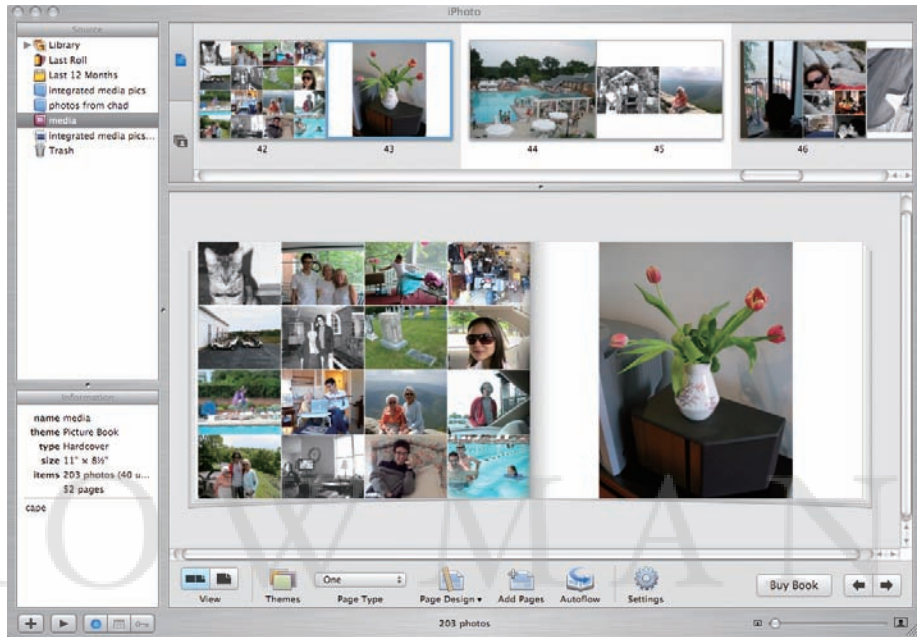 iPhoto
Source
Library
Last Roll
Last 12 Months
integrated media pics
photos from chad
media
integrated media pics...
Trash
42
43
44
45
46
Information
name media
theme Picture Book
type Hardcover
size 11" x 8½"
items 203 photos (40 u...
52 pages
cape
One
View
Themes
Page Type
Page Design
Add Pages
Autoflow
Settings
Buy Book
203 photos
OWMAN